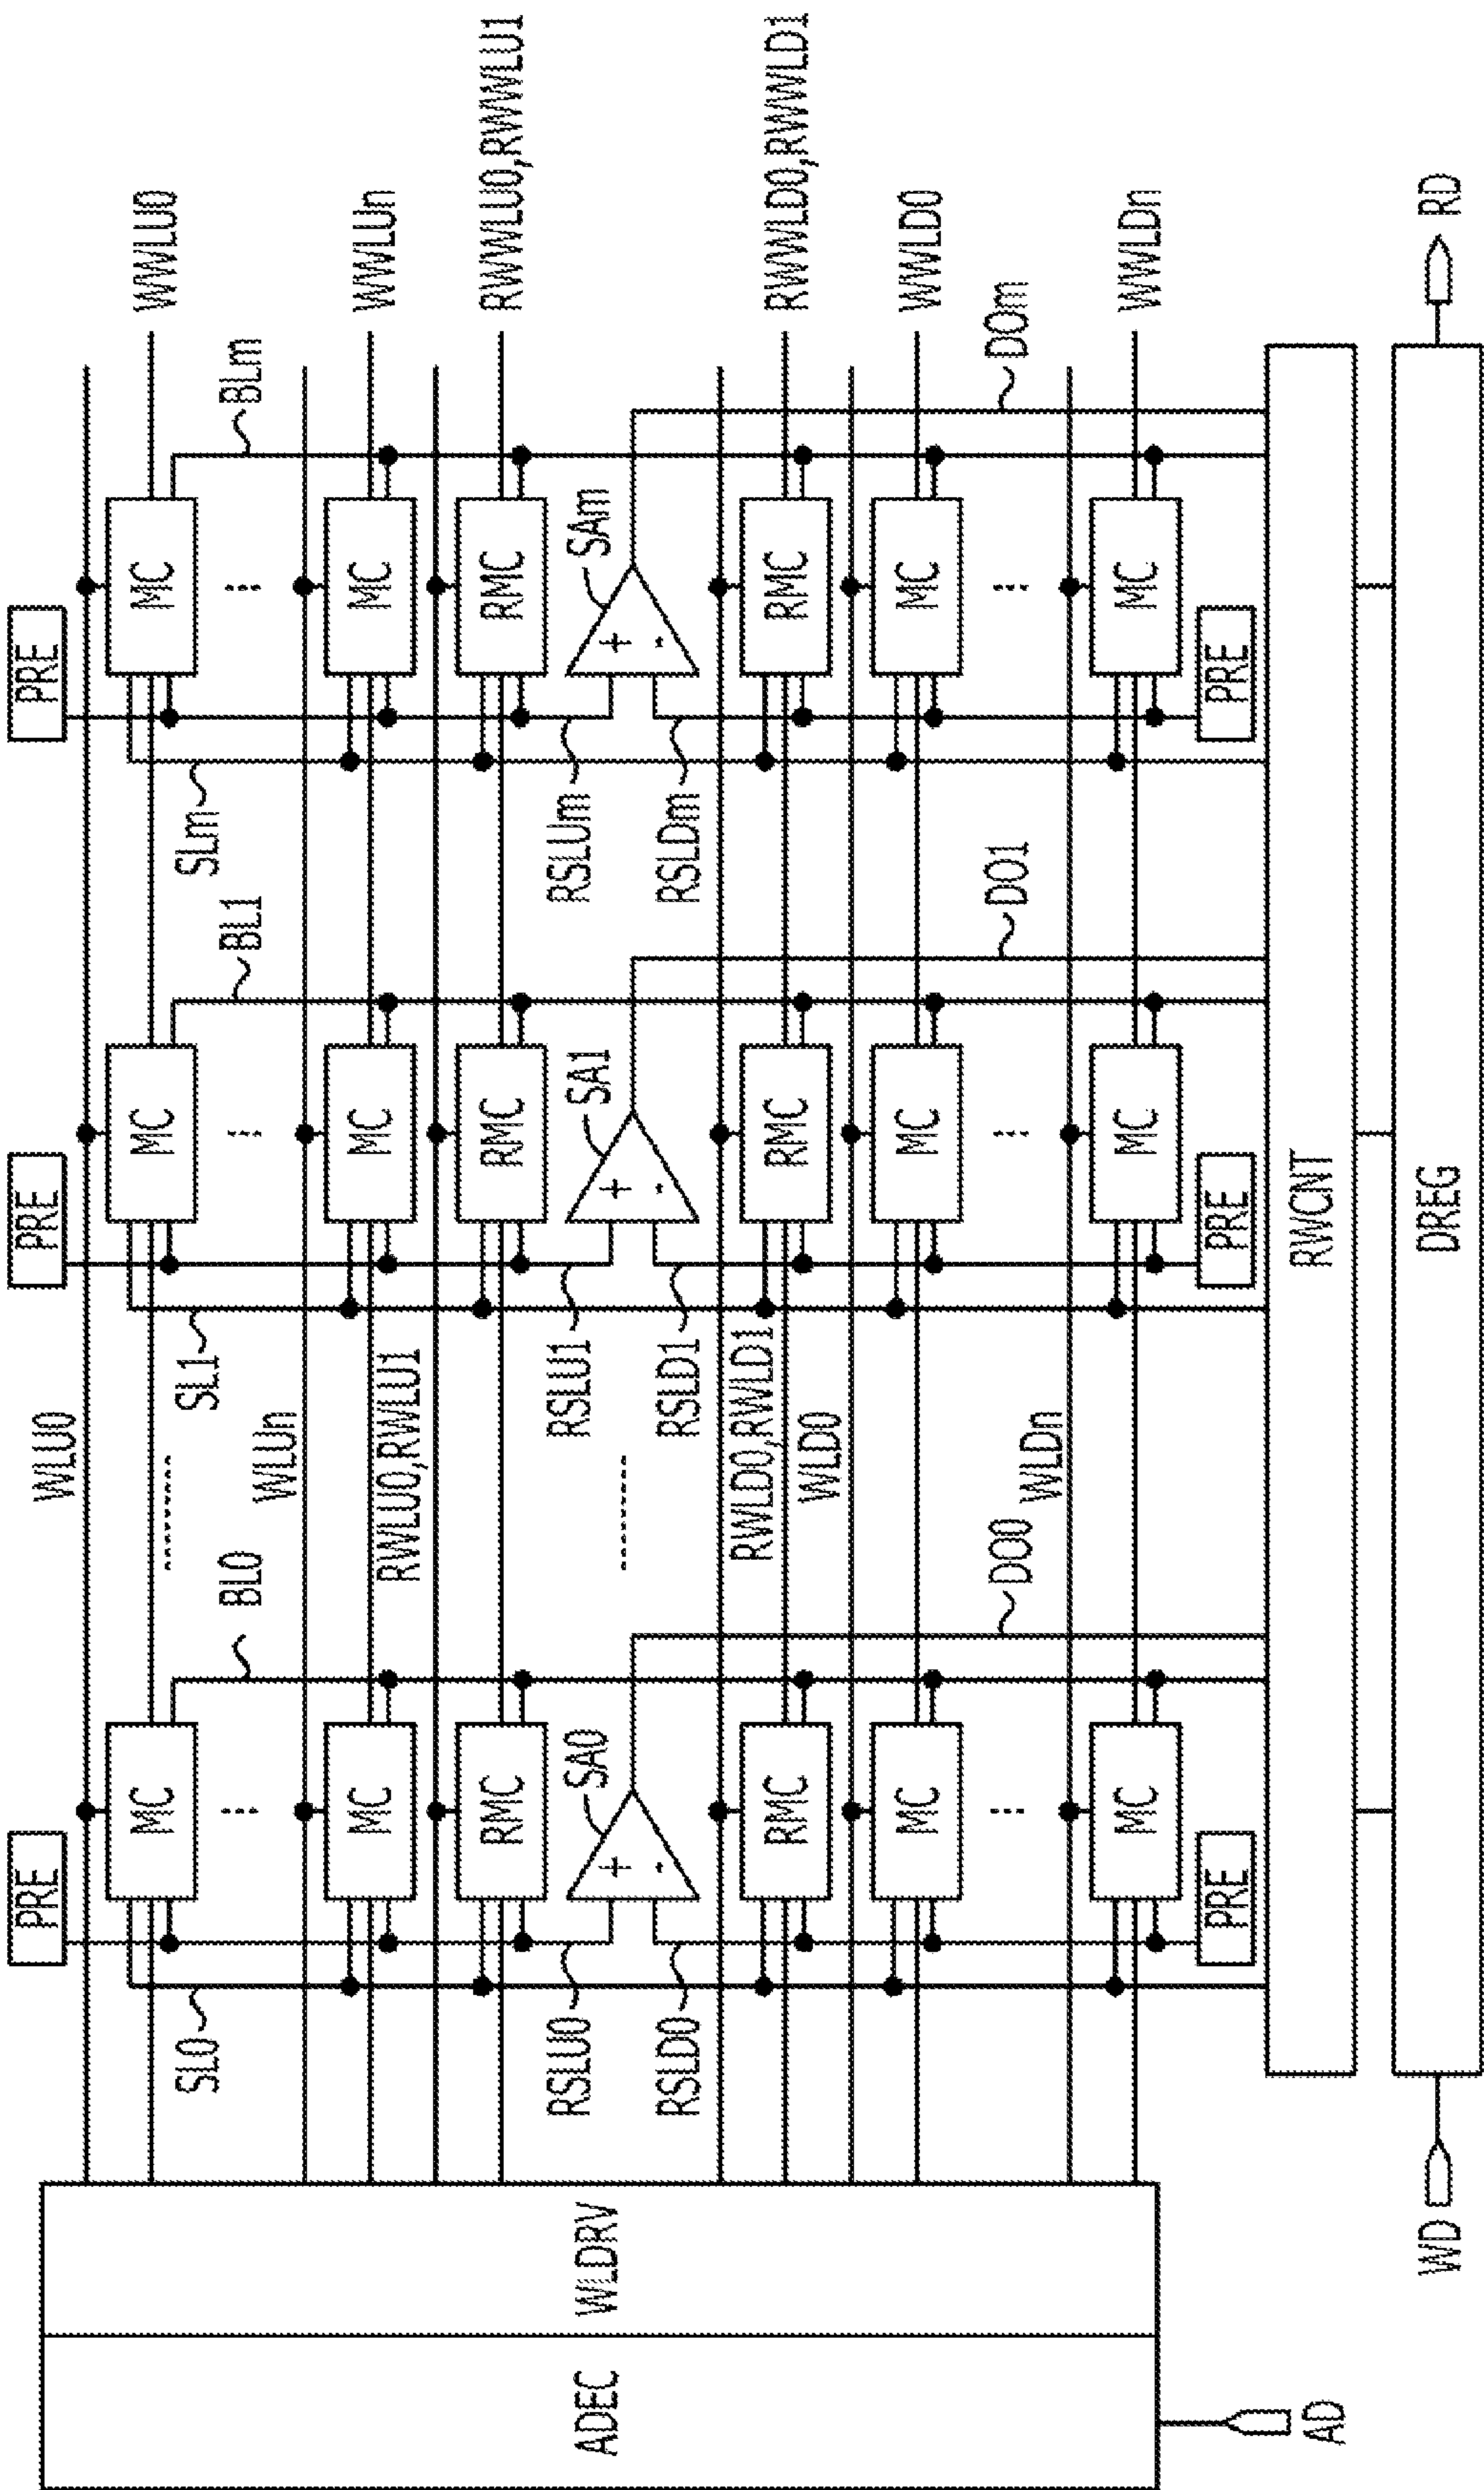 PRE
PRE
PRE
WLU0
WWLU0
MC
MC
MC
SL0
BL0
SL1
BL1
SLm
BLm
WLUn
WWLUn
MC
MC
MC
RWLU0,RWLU1
RWWLU0,RWWLU1
RMC
RMC
RMC
RSLU0
SA0
RSLU1
SA1
RSLUm
SAm
+
-
+
-
+
-
RSLD0
RSLD1
RSLDm
ADEC
WLDRV
RWLD0,RWLD1
RWWLD0,RWWLD1
RMC
RMC
RMC
WLD0
WWLD0
MC
MC
MC
DO0
DO1
DOm
WLDn
WWLDn
MC
MC
MC
PRE
PRE
PRE
AD
RWCNT
WD
DREG
RD